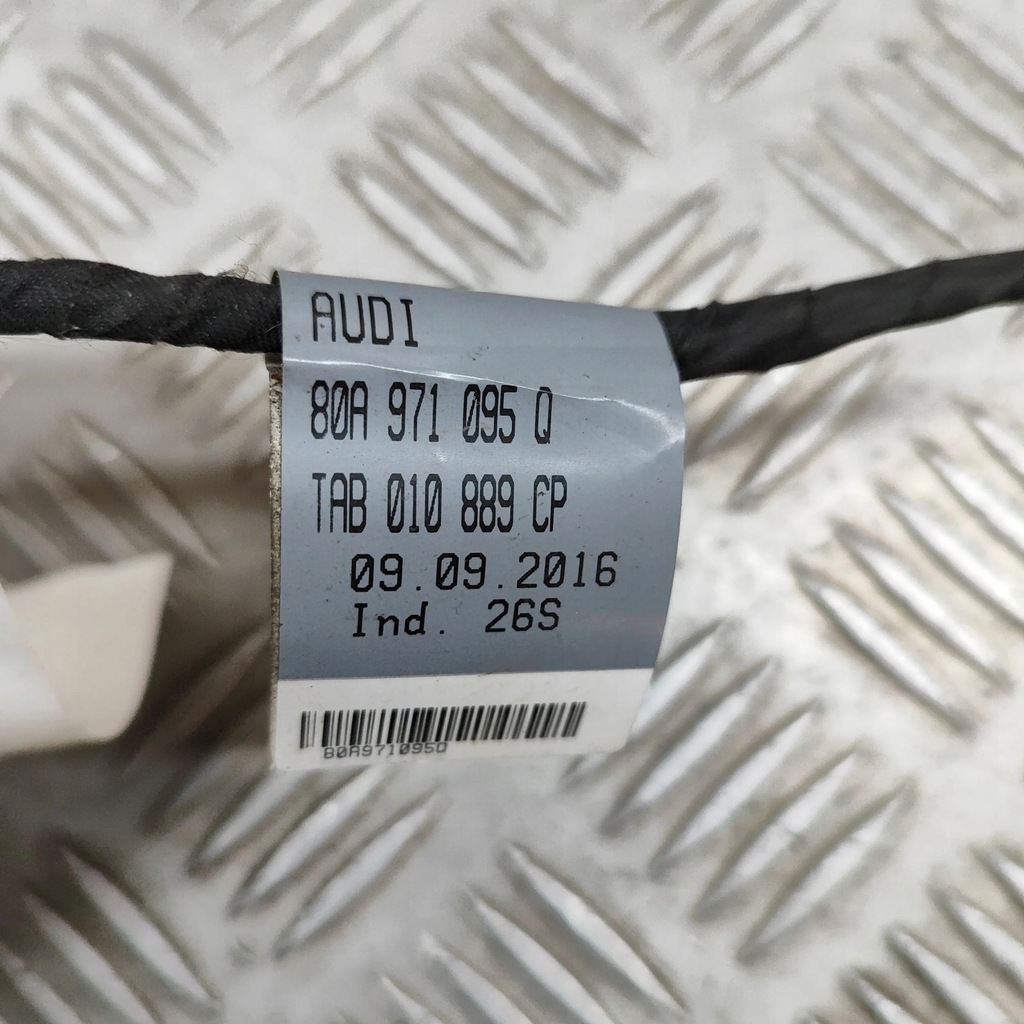 AUDI
80A 971 095 Q
TAB 010 889 CP
09.09.2016
Ind. 26S
80A971095Q